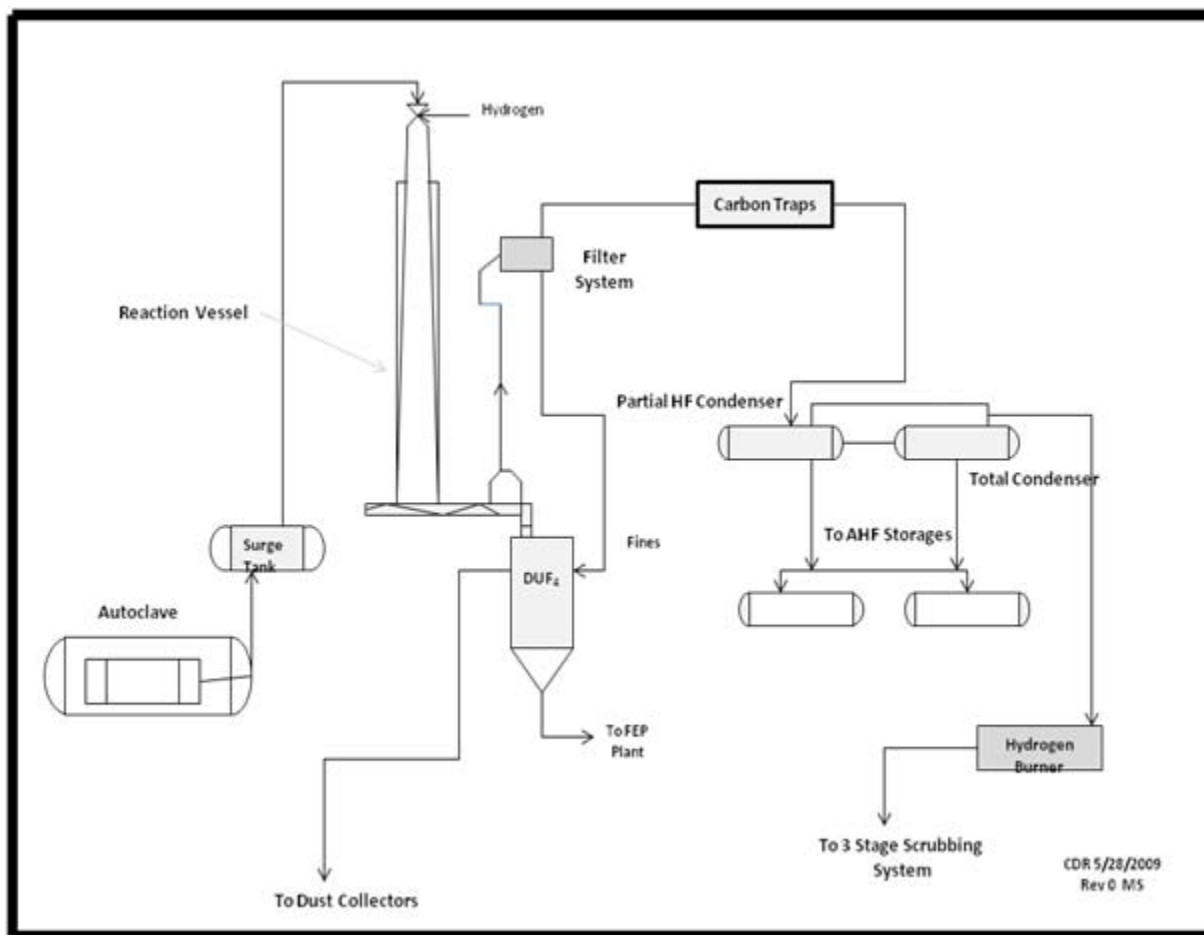 Hydrogen
Carbon Traps
Filter
System
Reaction Vessel
Partial HF Condenser
Total Condenser
To AHF Storages
Surge
Tank
Fines
DUF₄
Autoclave
To FEP
Plant
Hydrogen
Burner
To 3 Stage Scrubbing
System
CDR 5/28/2009
Rev 0 MS
To Dust Collectors